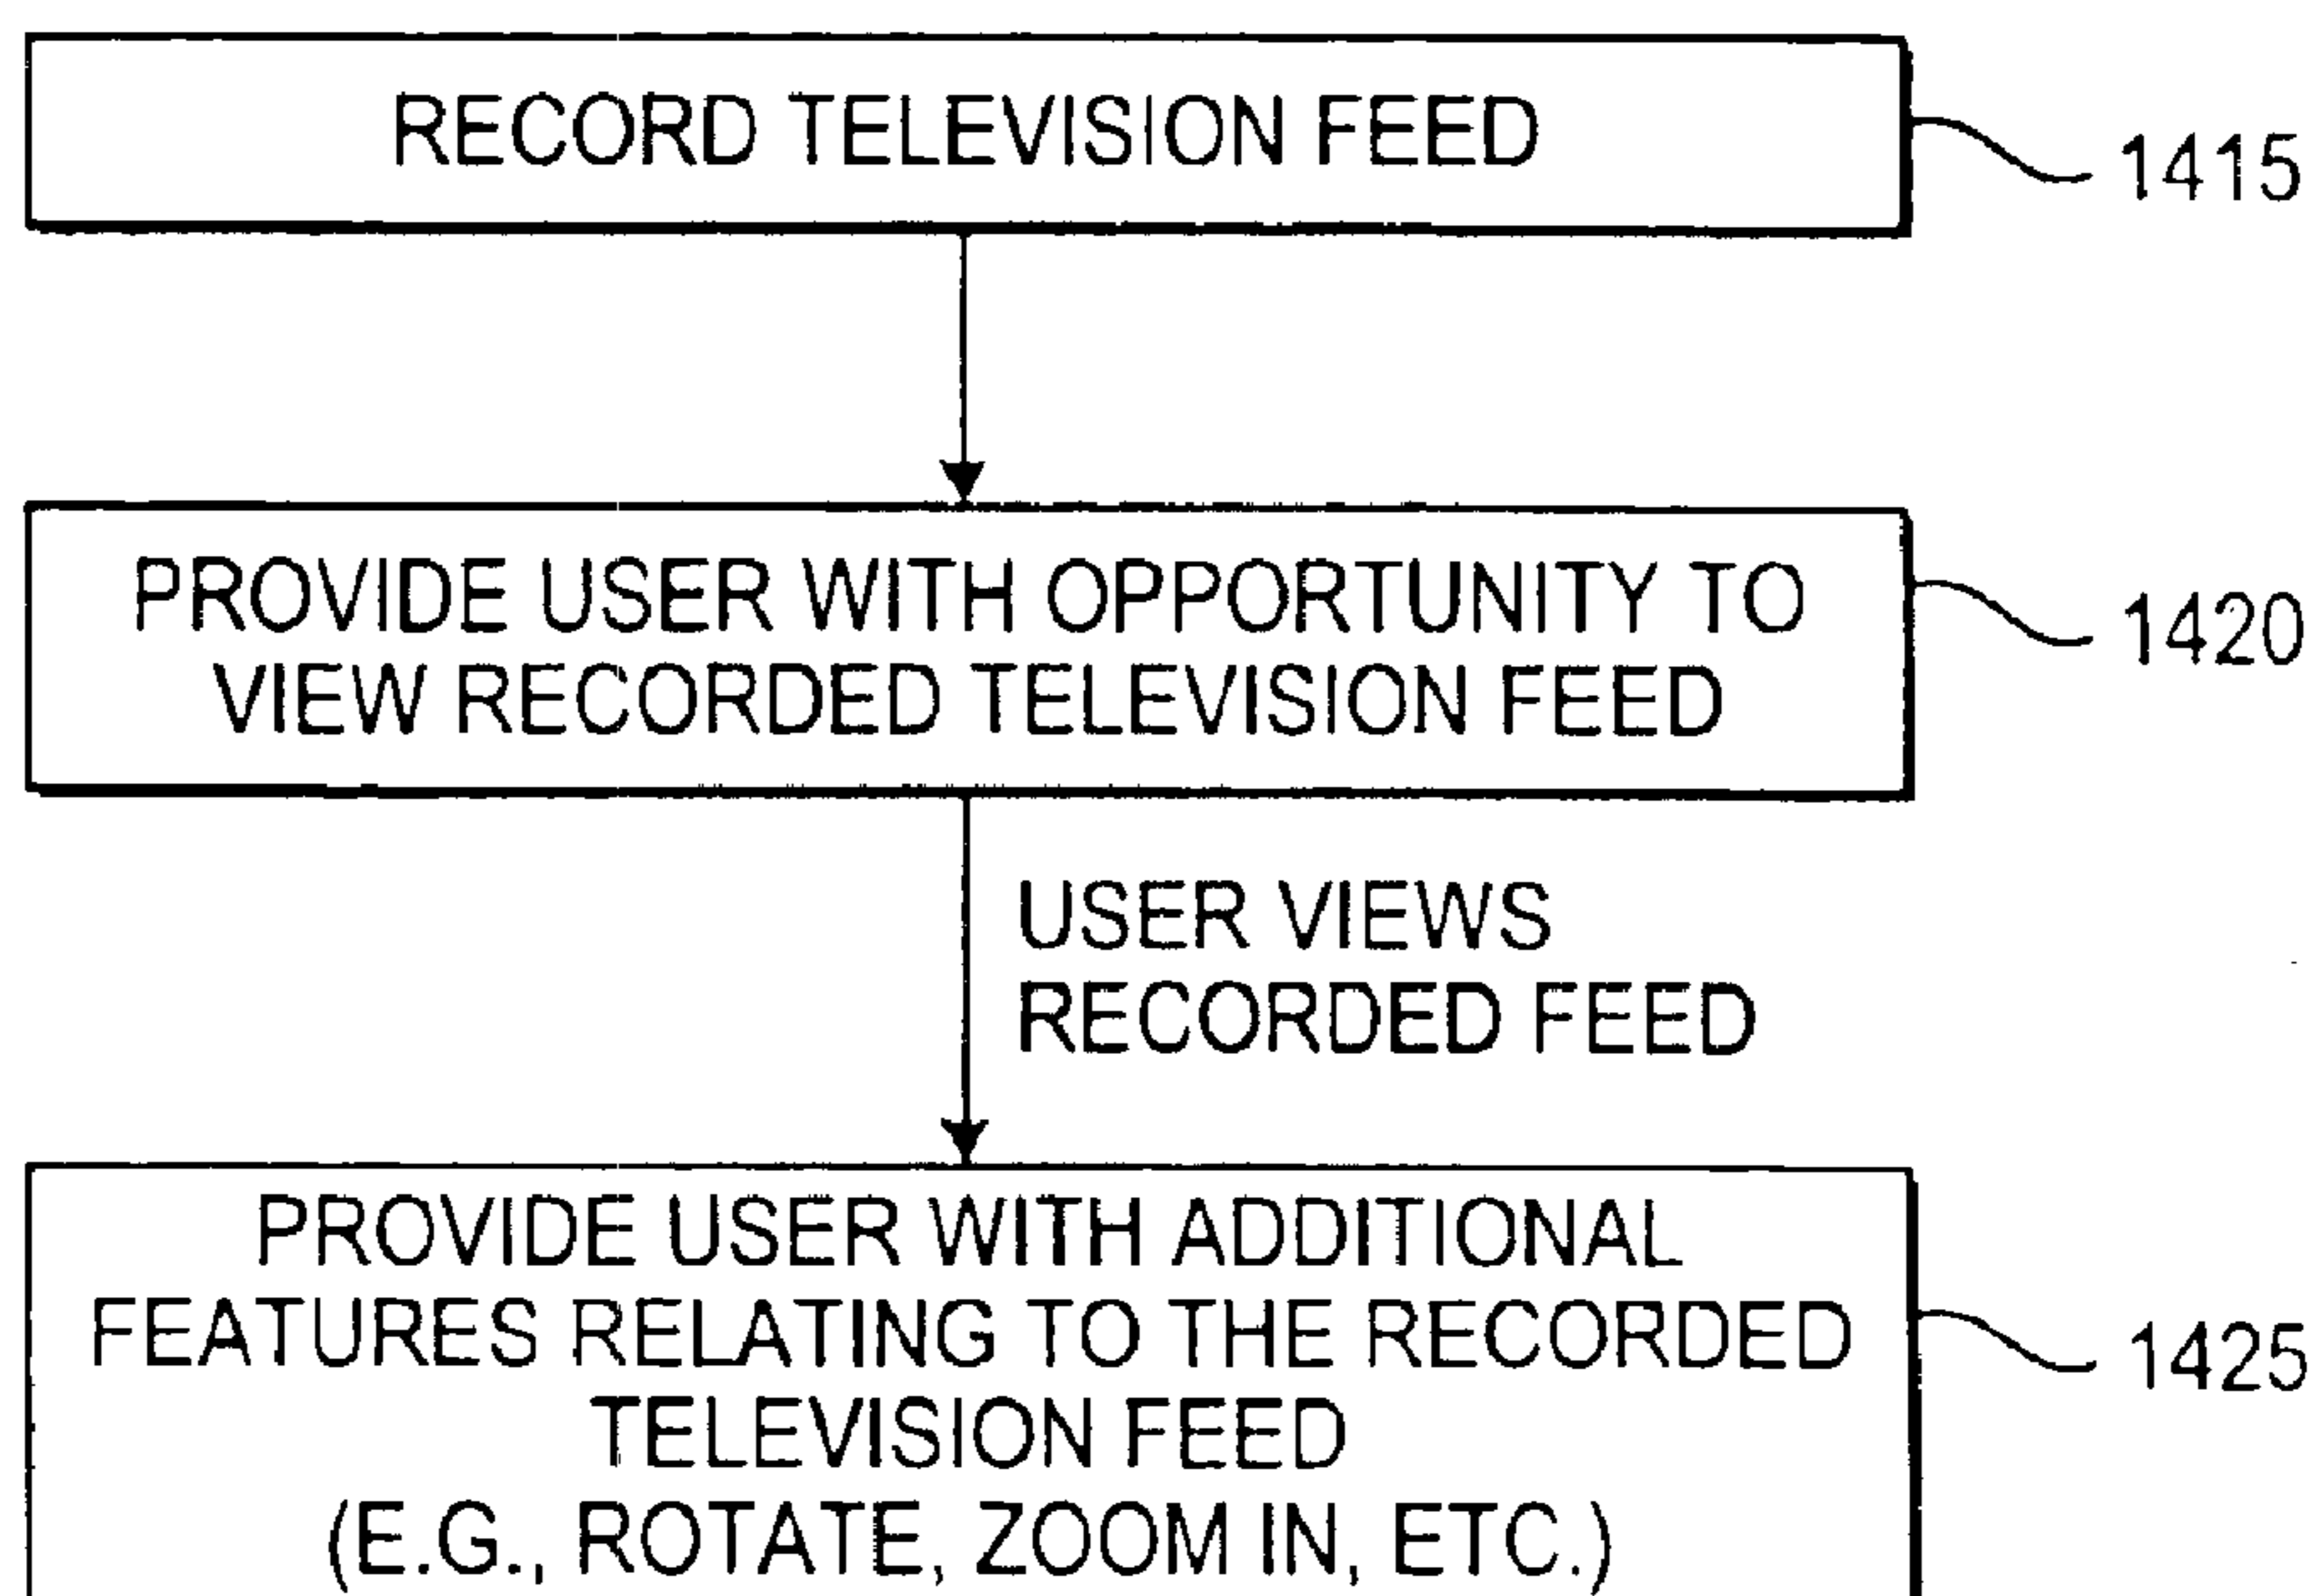 RECORD TELEVISION FEED
1415
PROVIDE USER WITH OPPORTUNITY TO
VIEW RECORDED TELEVISION FEED
1420
USER VIEWS
RECORDED FEED
PROVIDE USER WITH ADDITIONAL
FEATURES RELATING TO THE RECORDED
TELEVISION FEED
(E.G., ROTATE, ZOOM IN, ETC.)
1425